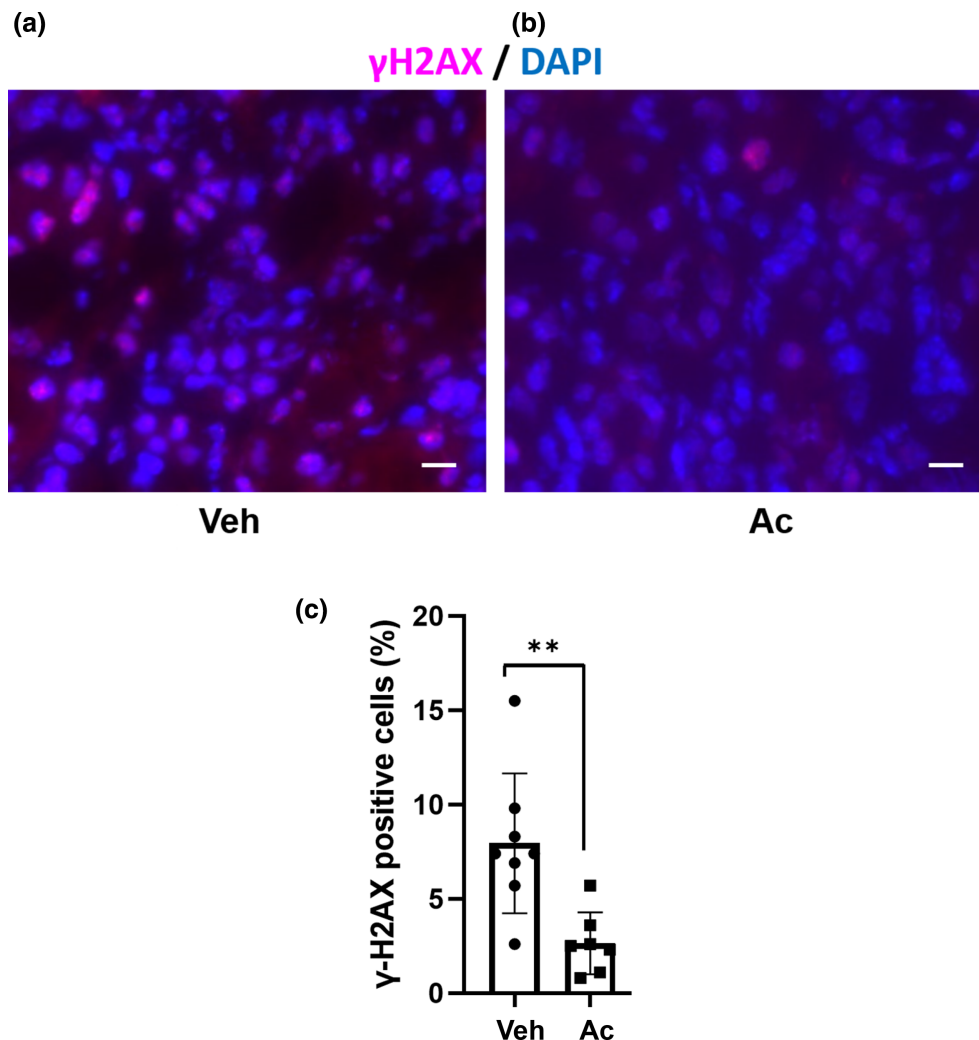 (a)
(b)
γH2AX / DAPI
Veh
Ac
(c)
γ-H2AX positive cells (%)
20
15
10
5
0
**
Veh
Ac